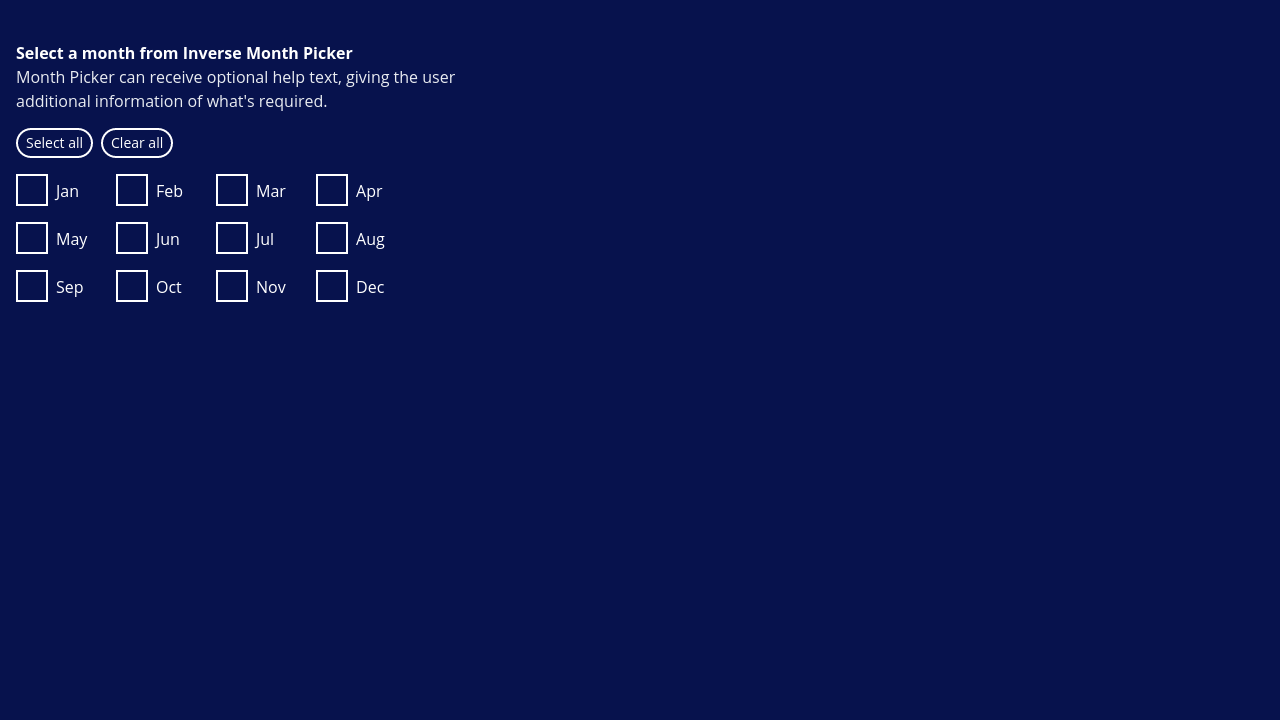 Select a month from Inverse Month Picker
Month Picker can receive optional help text, giving the user
additional information of what's required.
Select all Clear all
Jan Feb Mar Apr
May Jun Jul Aug
Sep Oct Nov Dec